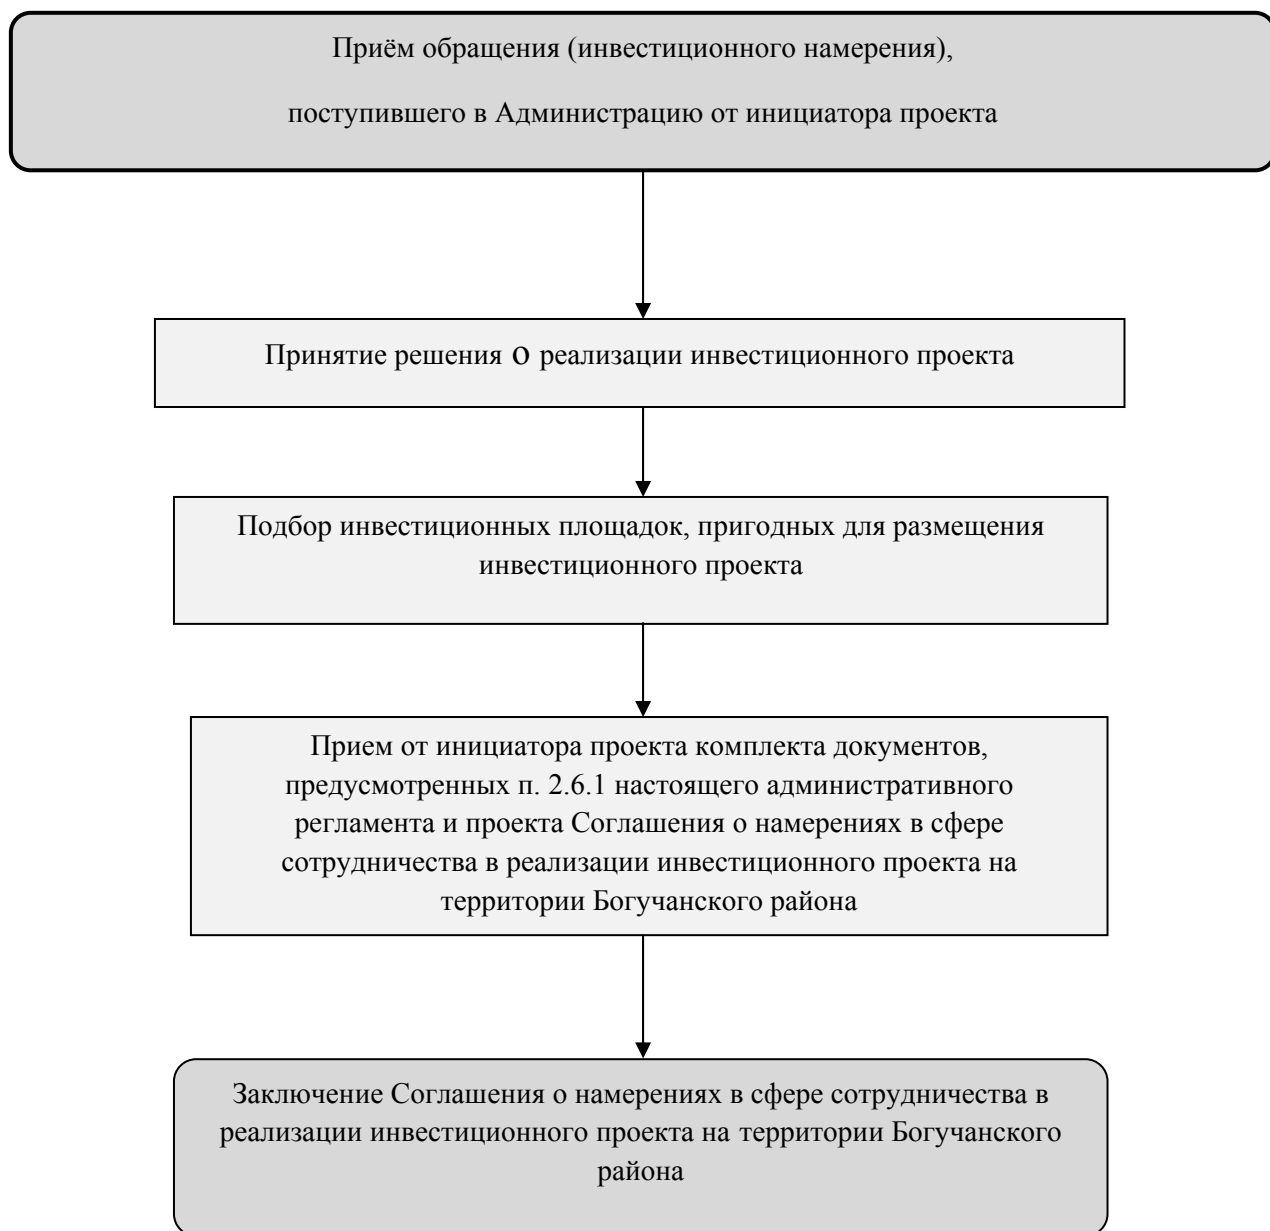 Приём обращения (инвестиционного намерения),
поступившего в Администрацию от инициатора проекта
Принятие решения о реализации инвестиционного проекта
Подбор инвестиционных площадок, пригодных для размещения
инвестиционного проекта
Прием от инициатора проекта комплекта документов,
предусмотренных п. 2.6.1 настоящего административного
регламента и проекта Соглашения о намерениях в сфере
сотрудничества в реализации инвестиционного проекта на
территории Богучанского района
Заключение Соглашения о намерениях в сфере сотрудничества в
реализации инвестиционного проекта на территории Богучанского
района